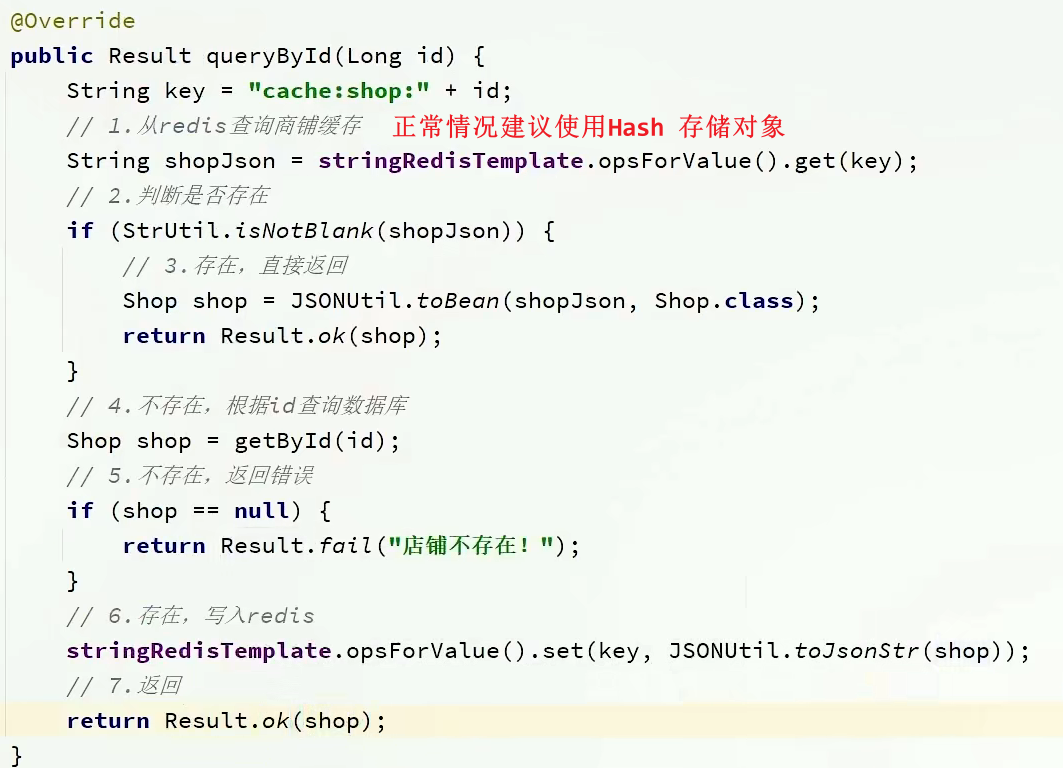 @Override
public Result queryById(Long id) {
    String key = "cache:shop:" + id;
    // 1.从redis查询商铺缓存    正常情况建议使用Hash 存储对象
    String shopJson = stringRedisTemplate.opsForValue().get(key);
    // 2.判断是否存在
    if (StrUtil.isNotBlank(shopJson)) {
        // 3.存在，直接返回
        Shop shop = JSONUtil.toBean(shopJson, Shop.class);
        return Result.ok(shop);
    }
    // 4.不存在，根据id查询数据库
    Shop shop = getById(id);
    // 5.不存在，返回错误
    if (shop == null) {
        return Result.fail("店铺不存在！");
    }
    // 6.存在，写入redis
    stringRedisTemplate.opsForValue().set(key, JSONUtil.toJsonStr(shop));
    // 7.返回
    return Result.ok(shop);
}